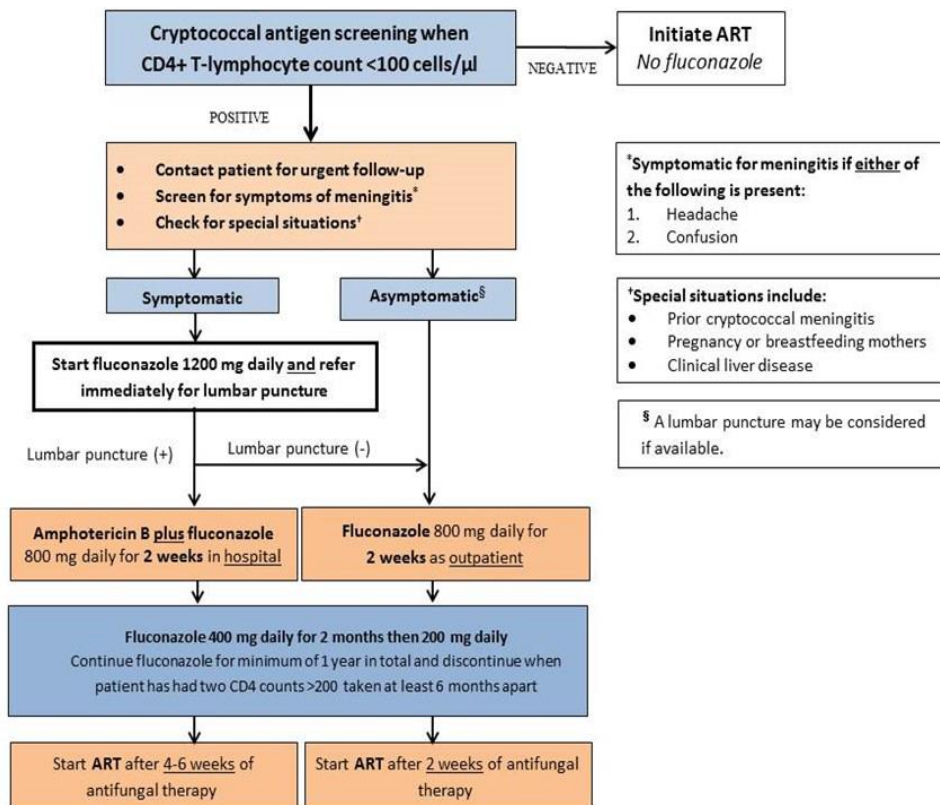 Cryptococcal antigen screening when
CD4+ T-lymphocyte count <100 cells/µl
NEGATIVE
Initiate ART
No fluconazole
POSITIVE
• Contact patient for urgent follow-up
• Screen for symptoms of meningitis*
• Check for special situations†
*Symptomatic for meningitis if either of
the following is present:
1. Headache
2. Confusion
Symptomatic
Asymptomatic§
†Special situations include:
• Prior cryptococcal meningitis
• Pregnancy or breastfeeding mothers
• Clinical liver disease
Start fluconazole 1200 mg daily and refer
immediately for lumbar puncture
§ A lumbar puncture may be considered
if available.
Lumbar puncture (+)
Lumbar puncture (-)
Amphotericin B plus fluconazole
800 mg daily for 2 weeks in hospital
Fluconazole 800 mg daily for
2 weeks as outpatient
Fluconazole 400 mg daily for 2 months then 200 mg daily
Continue fluconazole for minimum of 1 year in total and discontinue when
patient has had two CD4 counts >200 taken at least 6 months apart
Start ART after 4-6 weeks of
antifungal therapy
Start ART after 2 weeks of antifungal
therapy